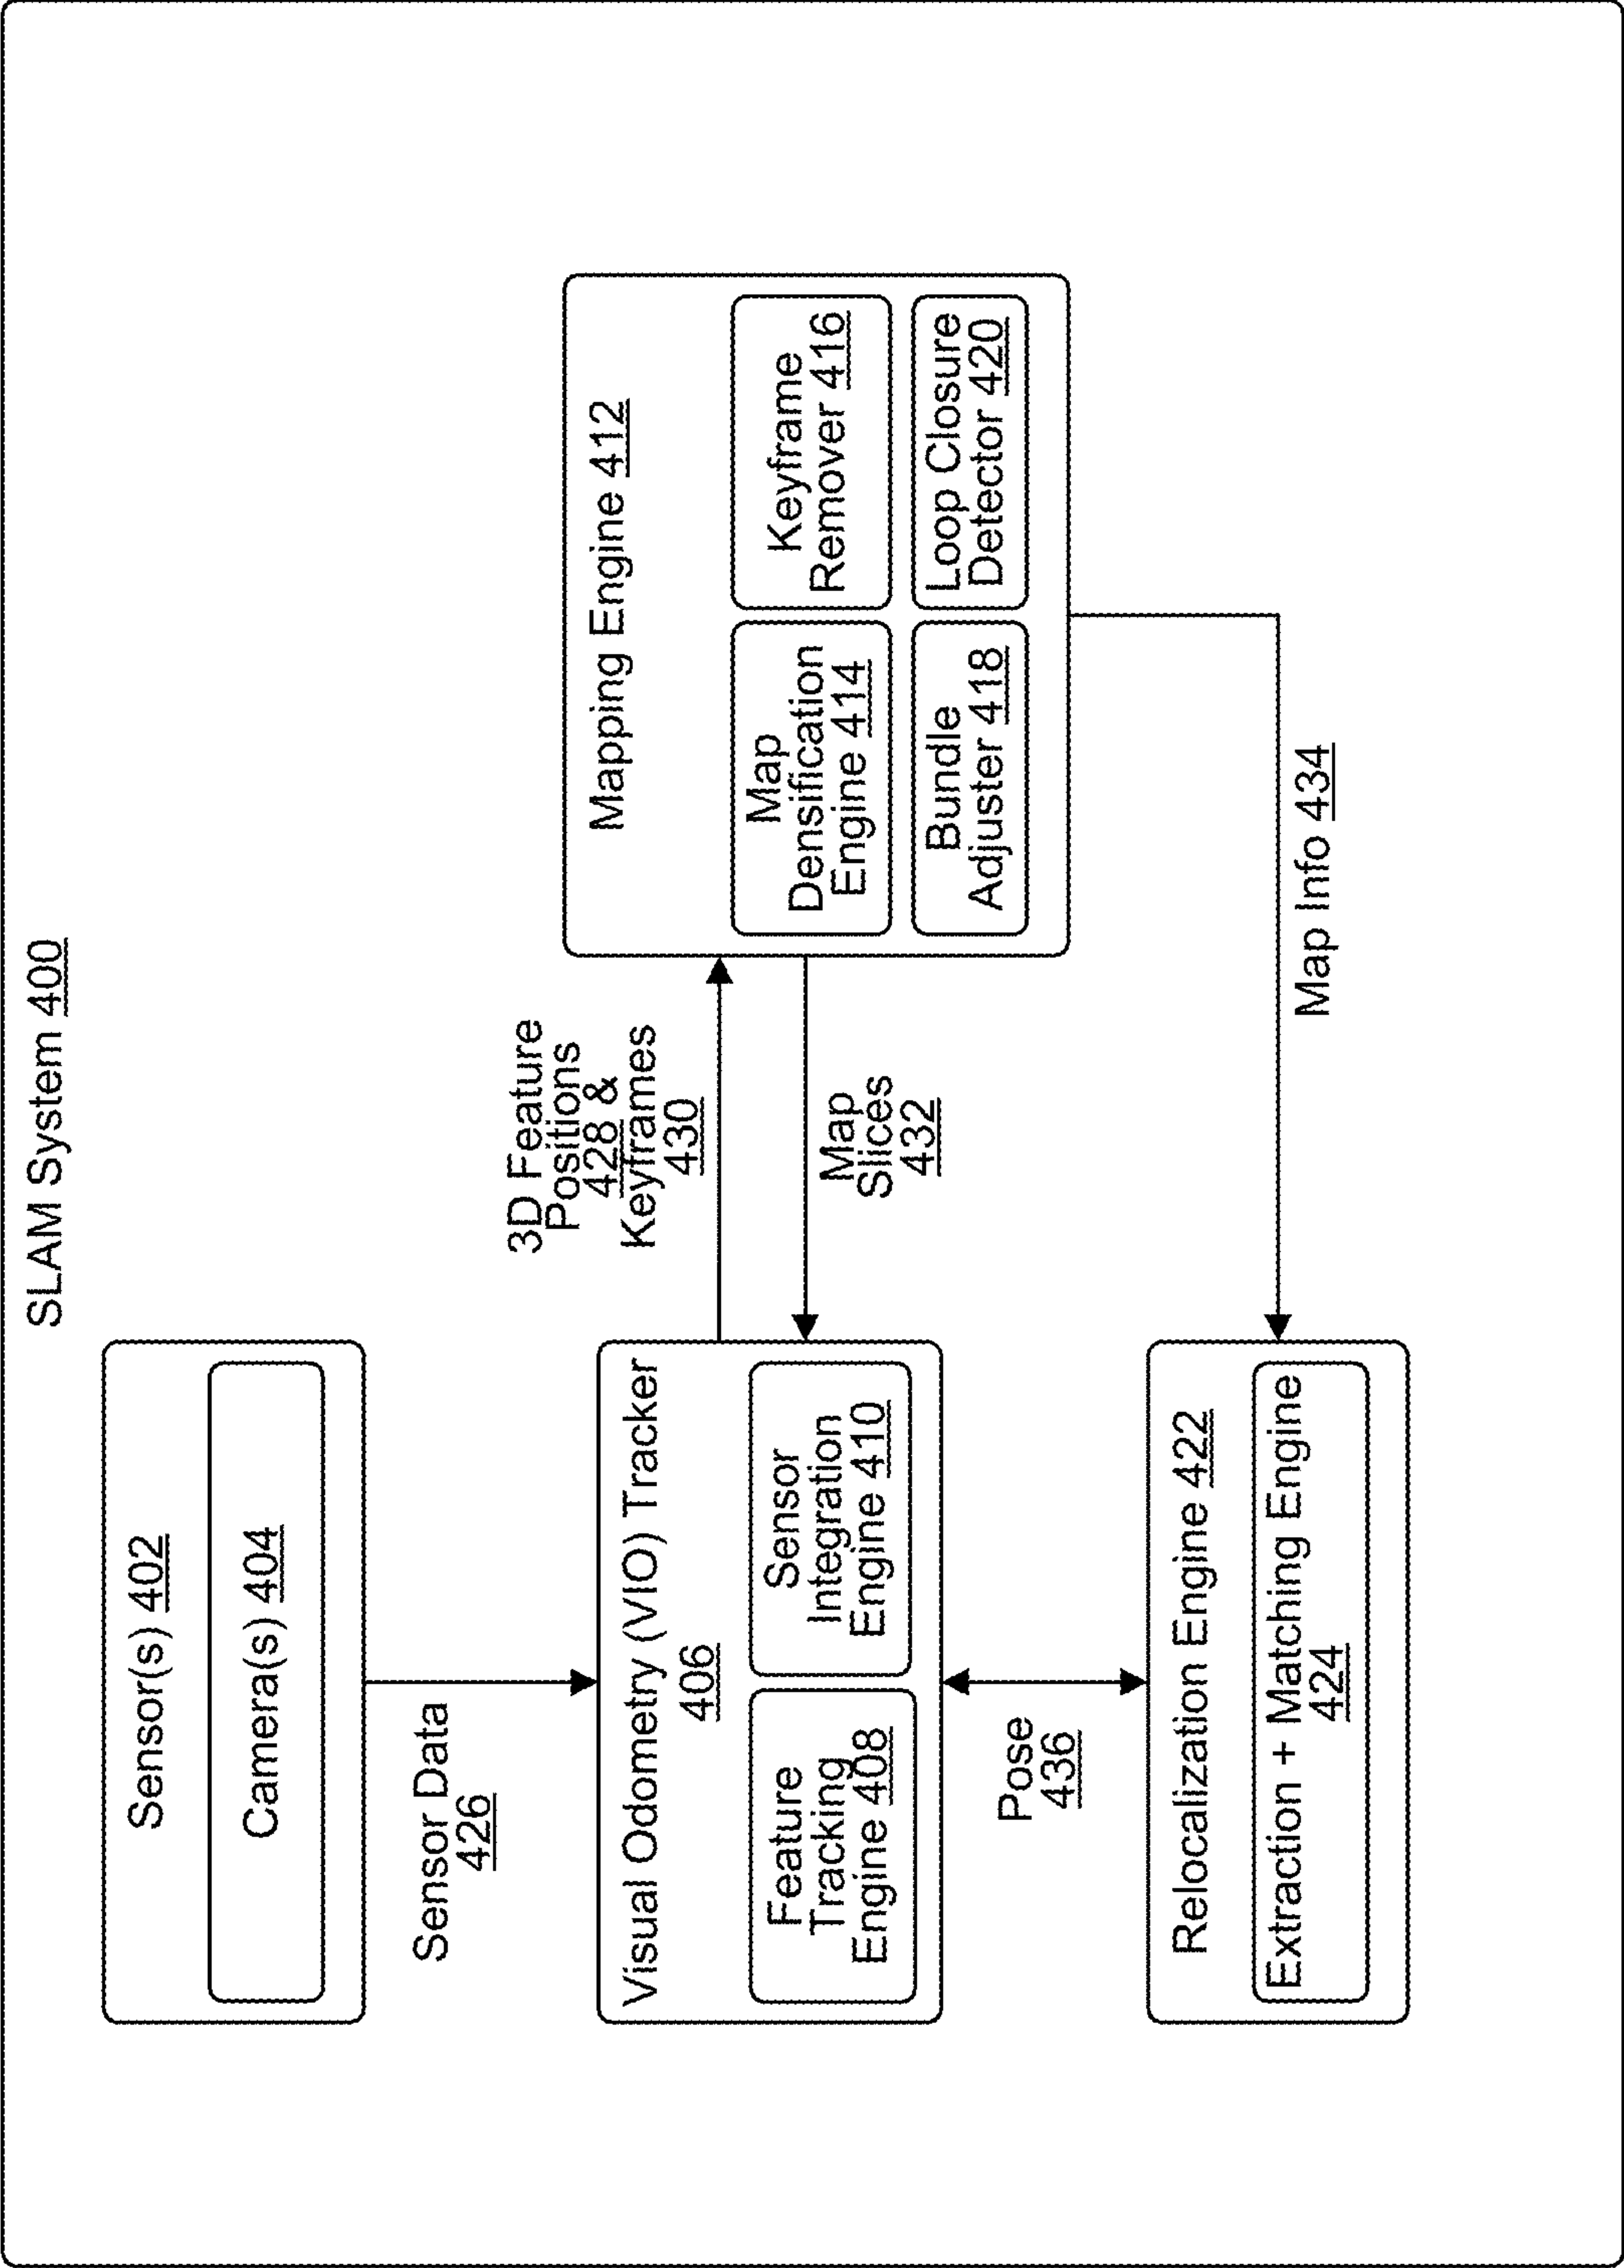 SLAM System 400
Sensor(s) 402
Camera(s) 404
Sensor Data
426
Visual Odometry (VIO) Tracker
406
Feature
Tracking
Engine 408
Sensor
Integration
Engine 410
3D Feature
Positions
428 &
Keyframes
430
Map
Slices
432
Mapping Engine 412
Map
Densification
Engine 414
Keyframe
Remover 416
Bundle
Adjuster 418
Loop Closure
Detector 420
Pose
436
Relocalization Engine 422
Extraction + Matching Engine
424
Map Info 434